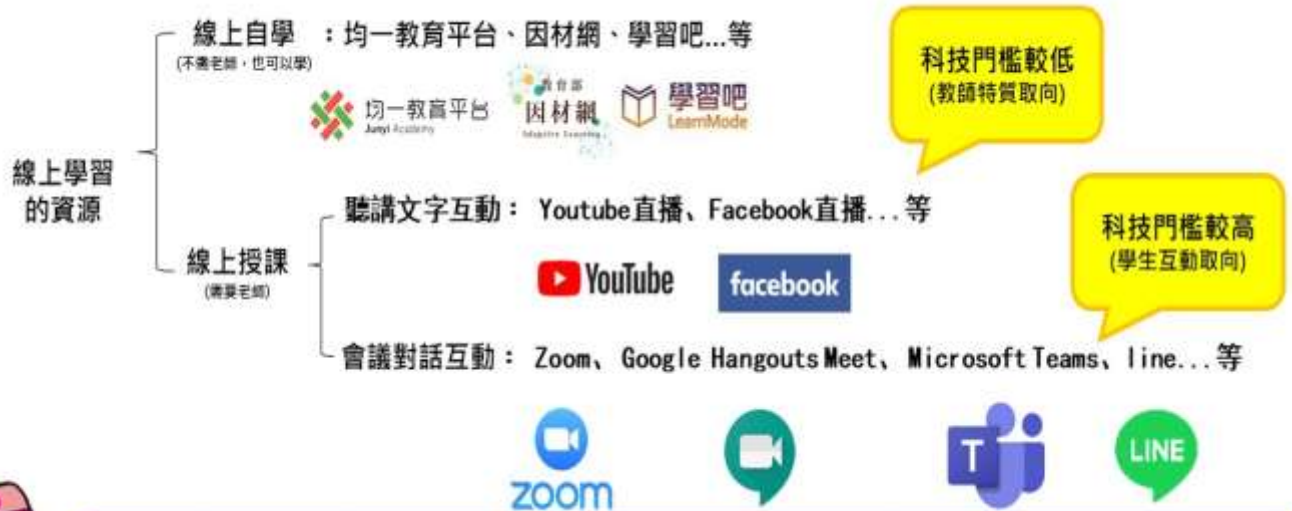 線上自學 ：均一教育平台、因材網、學習吧...等
(不需老師，也可以學)
科技門檻較低
(教師特質取向)
均一教育平台
Junyi Academy
教育部
因材網
Adaptive Learning
學習吧
LearnMode
線上學習
的資源
聽講文字互動： Youtube直播、Facebook直播...等
科技門檻較高
(學生互動取向)
線上授課
(需要老師)
YouTube
facebook
會議對話互動： Zoom、Google Hangouts Meet、Microsoft Teams、line...等
zoom
T
LINE